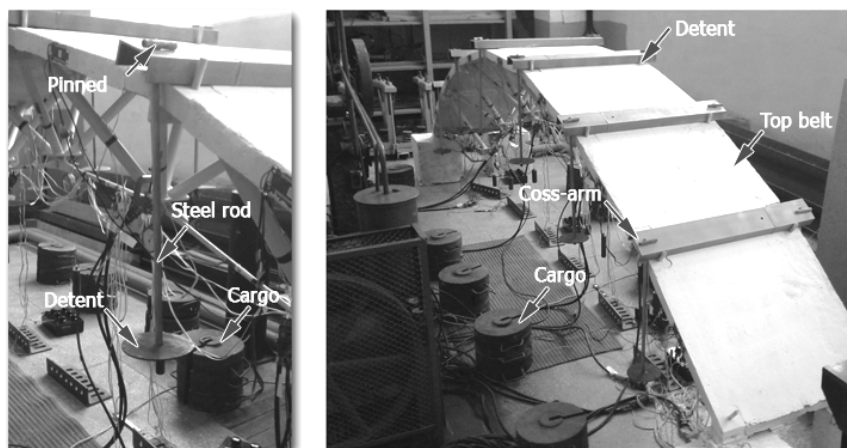 Pinned
Steel rod
Detent
Cargo
Detent
Top belt
Coss-arm
Cargo